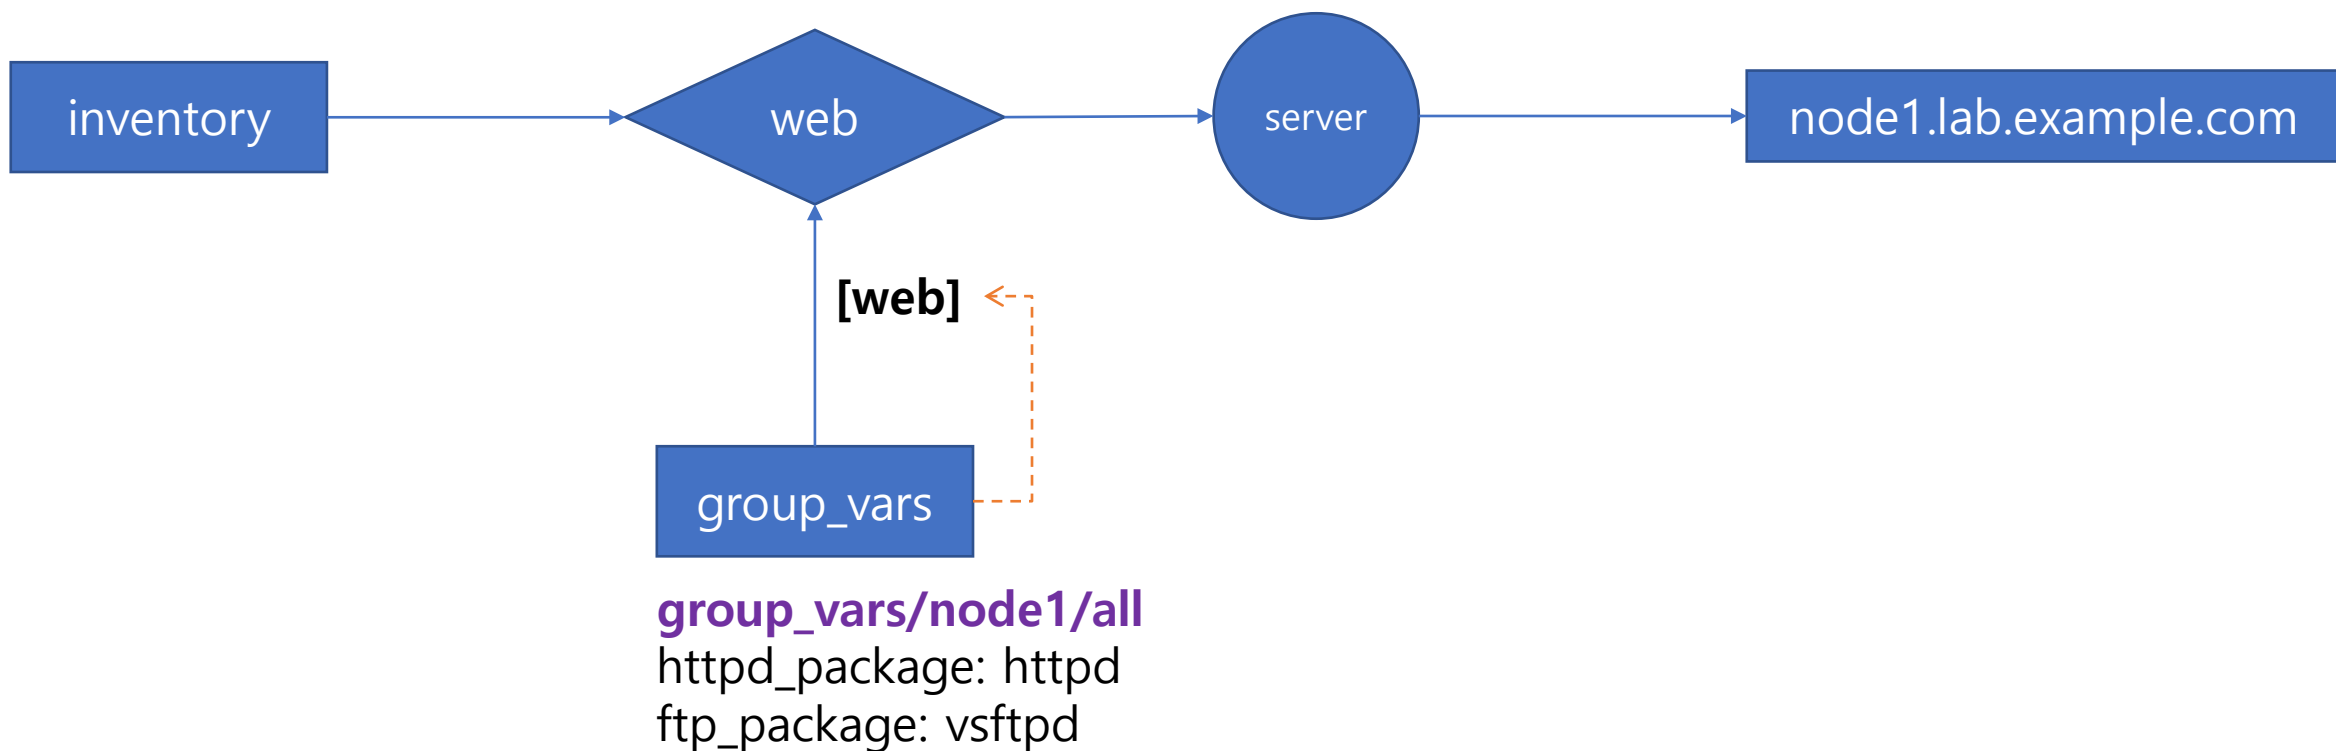 inventory
web
server
node1.lab.example.com
[web]
group_vars
group_vars/node1/all
httpd_package: httpd
ftp_package: vsftpd